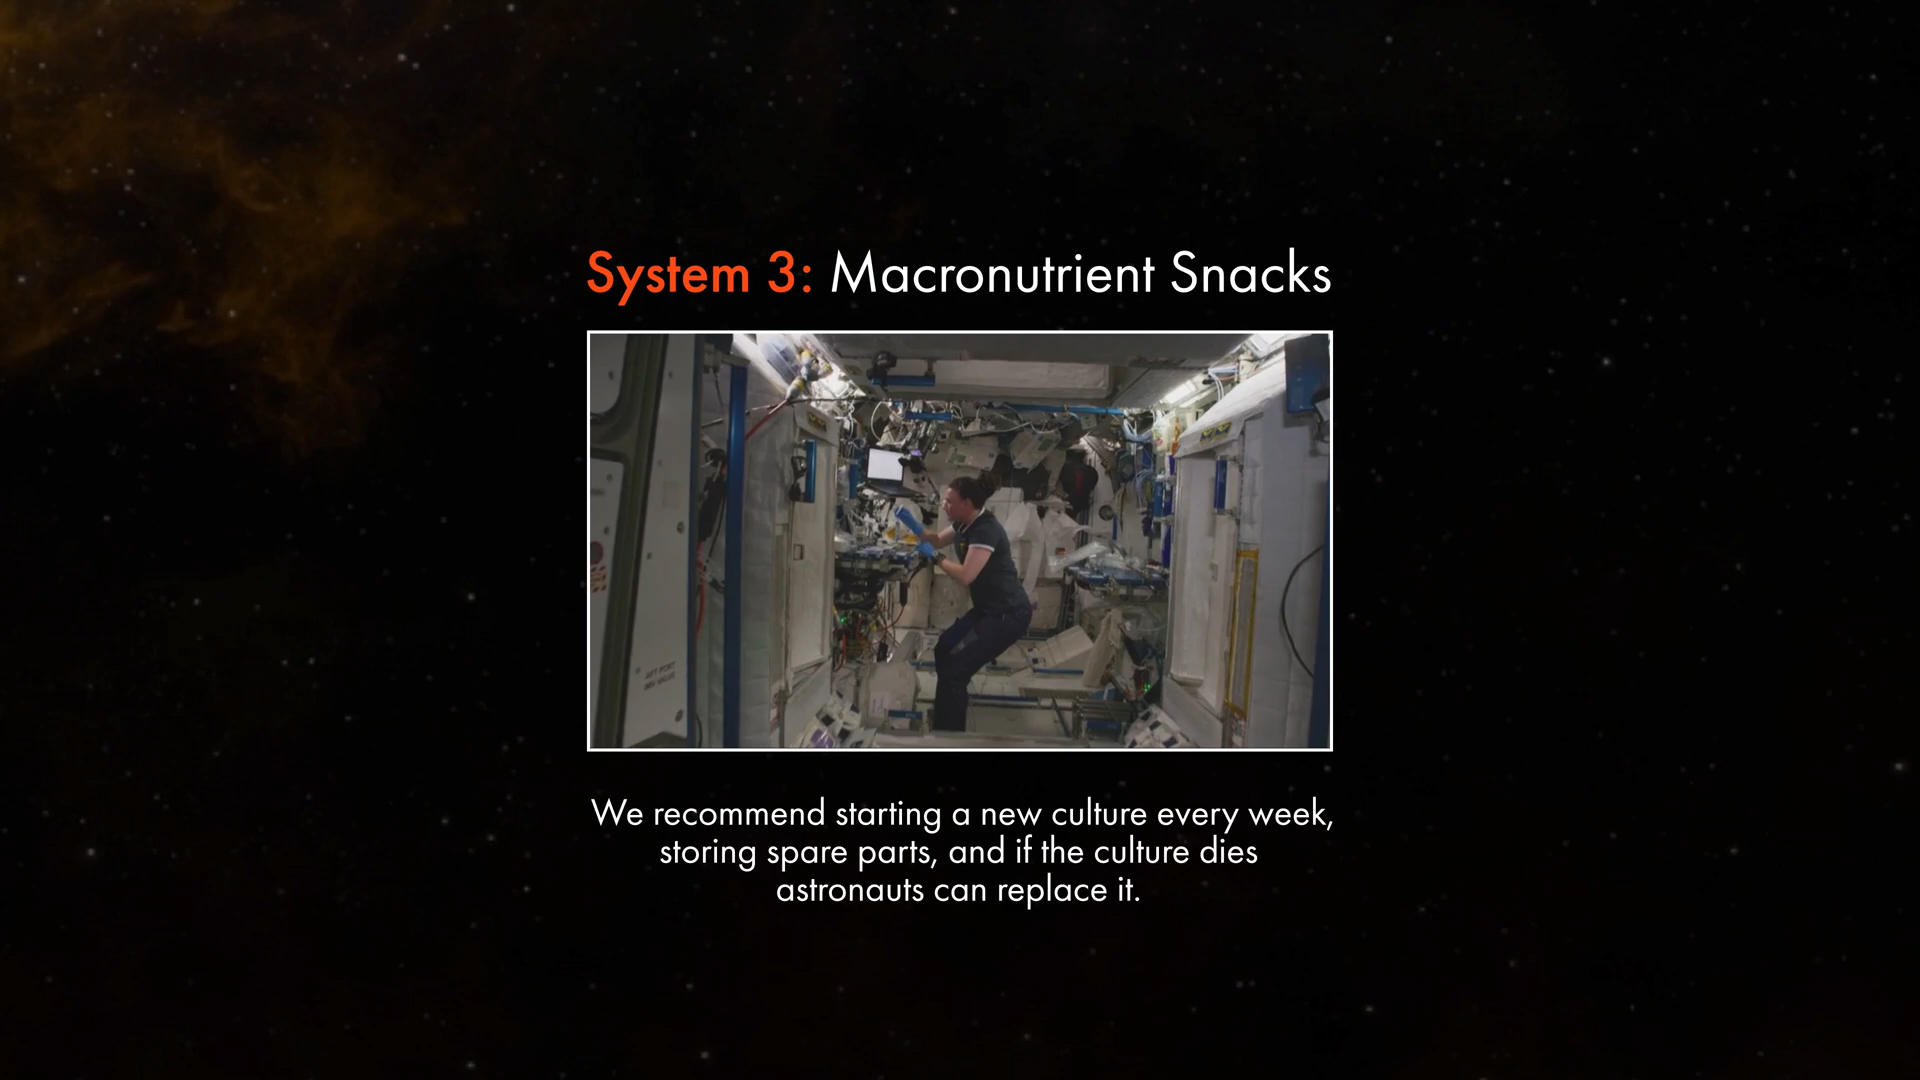 System 3: Macronutrient Snacks
We recommend starting a new culture every week,
storing spare parts, and if the culture dies
astronauts can replace it.